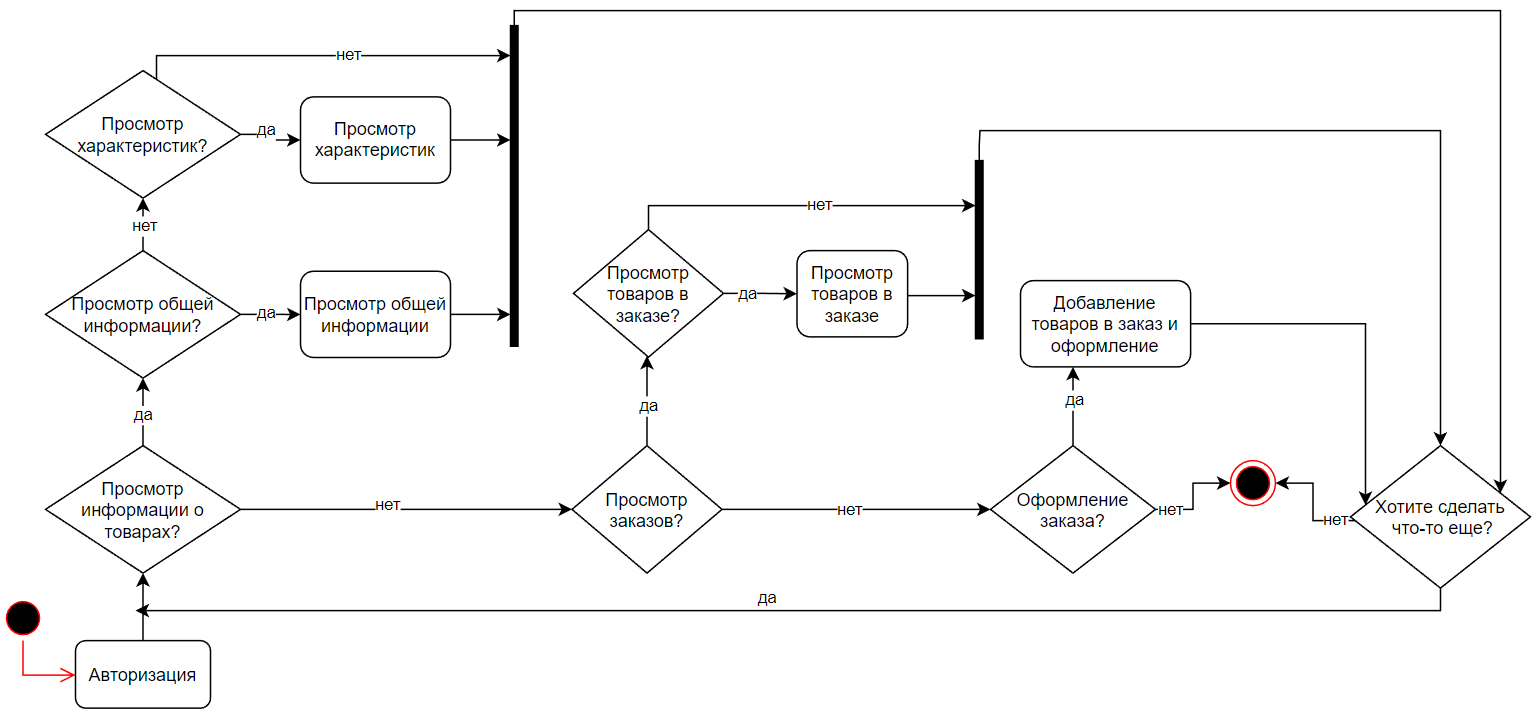 нет
Просмотр
характеристик?
да
Просмотр
характеристик
нет
Просмотр общей
информации?
да
Просмотр общей
информации
да
Просмотр
информации о
товарах?
нет
нет
Просмотр
товаров в
заказе?
да
Просмотр
товаров в
заказе
да
Просмотр
заказов?
нет
Добавление
товаров в заказ и
оформление
да
Оформление
заказа?
нет
нет
Хотите сделать
что-то еще?
да
Авторизация